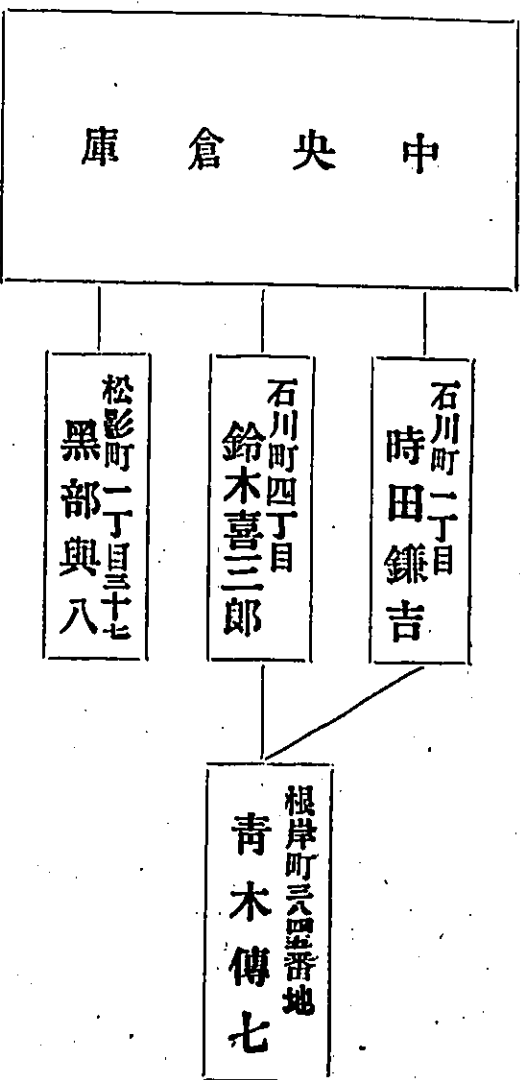 中央倉庫
石川町一丁目
時田鎌吉
石川町四丁目
鈴木喜三郎
松影町一丁目三十七
黑部與八
根岸町三八四五番地
靑木傳七